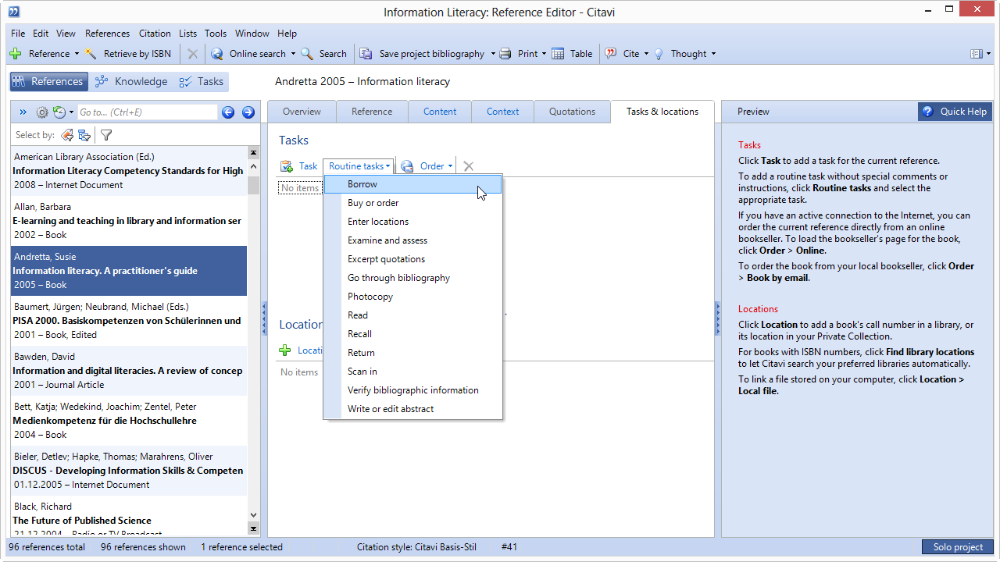 Information Literacy: Reference Editor - Citavi
File Edit View References Citation Lists Tools Window Help
Reference Retrieve by ISBN Online search Search Save project bibliography Print Table Cite Thought
References Knowledge Tasks
Andretta 2005 – Information literacy
Go to... (Ctrl+E)
Select by:
American Library Association (Ed.)
Information Literacy Competency Standards for High
2008 – Internet Document
Allan, Barbara
E-learning and teaching in library and information ser
2002 – Book
Andretta, Susie
Information literacy. A practitioner's guide
2005 – Book
Baumert, Jürgen; Neubrand, Michael (Eds.)
PISA 2000. Basiskompetenzen von Schülerinnen und
2001 – Book, Edited
Bawden, David
Information and digital literacies. A review of concep
2001 – Journal Article
Bett, Katja; Wedekind, Joachim; Zentel, Peter
Medienkompetenz für die Hochschullehre
2004 – Book
Bieler, Detlev; Hapke, Thomas; Marahrens, Oliver
DISCUS - Developing Information Skills & Competen
01.12.2005 – Internet Document
Black, Richard
The Future of Published Science
21.12.2004 – Radio or TV Broadcast
Overview Reference Content Context Quotations Tasks & locations
Tasks
Task Routine tasks Order
No items
Borrow
Buy or order
Enter locations
Examine and assess
Excerpt quotations
Go through bibliography
Photocopy
Read
Recall
Return
Scan in
Verify bibliographic information
Write or edit abstract
Location
Locati
No items
Preview
Quick Help
Tasks
Click Task to add a task for the current reference.
To add a routine task without special comments or
instructions, click Routine tasks and select the
appropriate task.
If you have an active connection to the Internet, you can
order the current reference directly from an online
bookseller. To load the bookseller's page for the book,
click Order > Online.
To order the book from your local bookseller, click Order
> Book by email.
Locations
Click Location to add a book's call number in a library, or
its location in your Private Collection.
For books with ISBN numbers, click Find library locations
to let Citavi search your preferred libraries automatically.
To link a file stored on your computer, click Location >
Local file.
96 references total 96 references shown 1 reference selected Citation style: Citavi Basis-Stil #41 Solo project